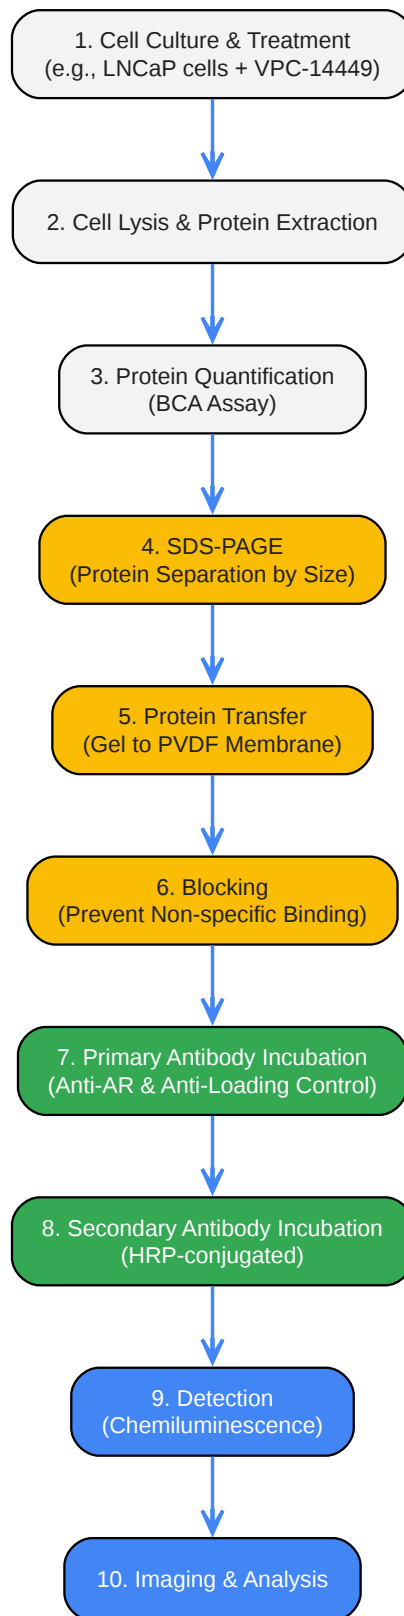 1. Cell Culture & Treatment
(e.g., LNCaP cells + VPC-14449)
2. Cell Lysis & Protein Extraction
3. Protein Quantification
(BCA Assay)
4. SDS-PAGE
(Protein Separation by Size)
5. Protein Transfer
(Gel to PVDF Membrane)
6. Blocking
(Prevent Non-specific Binding)
7. Primary Antibody Incubation
(Anti-AR & Anti-Loading Control)
8. Secondary Antibody Incubation
(HRP-conjugated)
9. Detection
(Chemiluminescence)
10. Imaging & Analysis